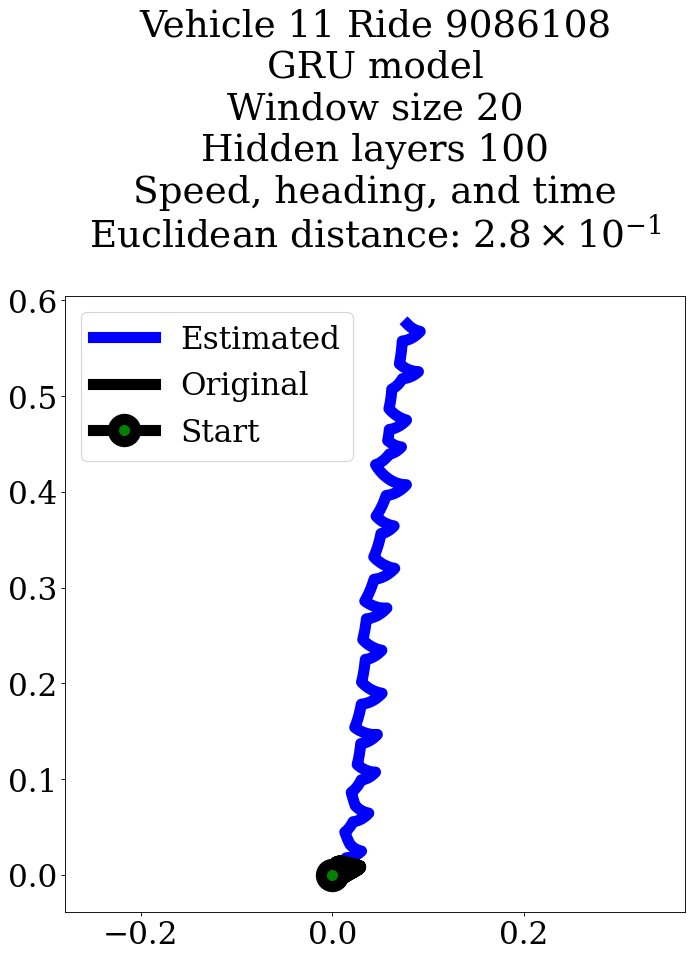 Vehicle 11 Ride 9086108
GRU model
Window size 20
Hidden layers 100
Speed, heading, and time
Euclidean distance: 2.8 × 10⁻¹
0.6
0.5
0.4
0.3
0.2
0.1
0.0
Estimated
Original
Start
−0.2
0.0
0.2